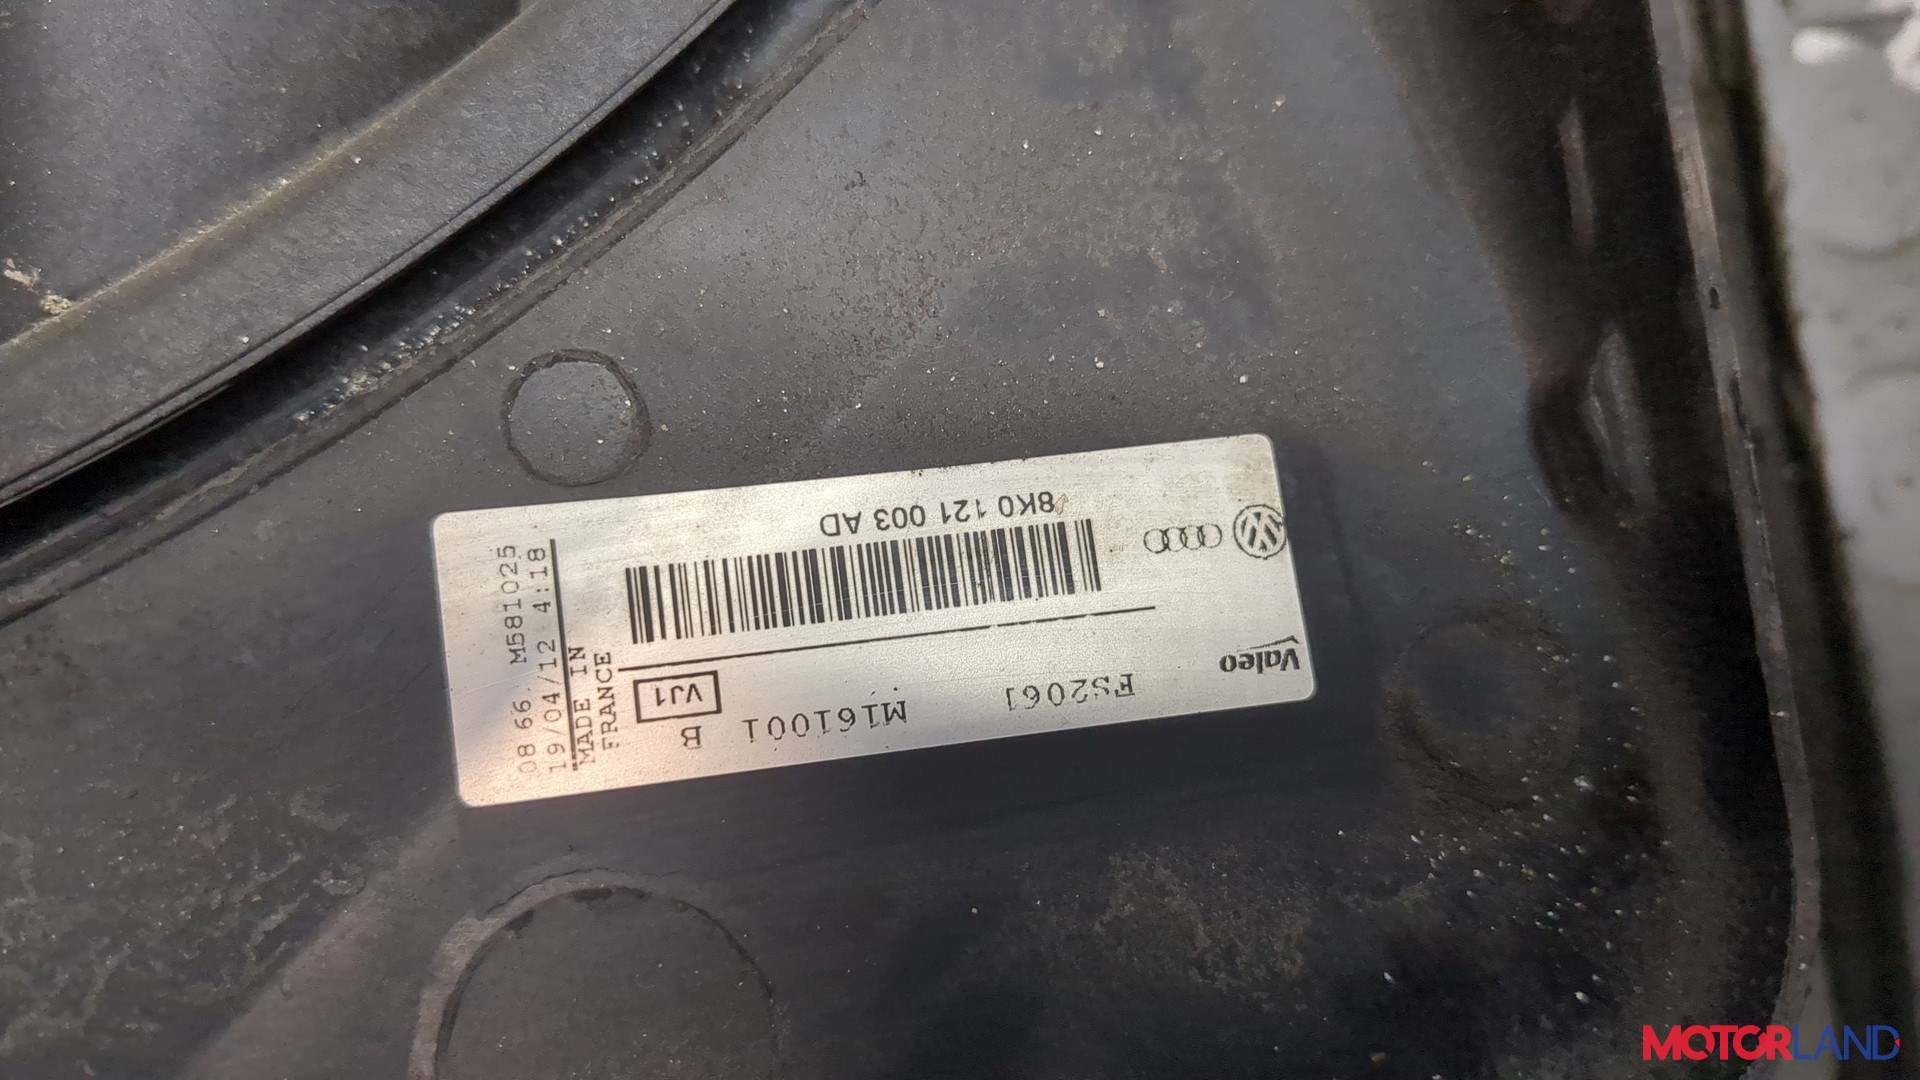 8K0 121 003 AD
Valeo
FS2061
M161001
B
VJ1
08 66 M581025
19/04/12 4:18
MADE IN
FRANCE
MOTORLAND